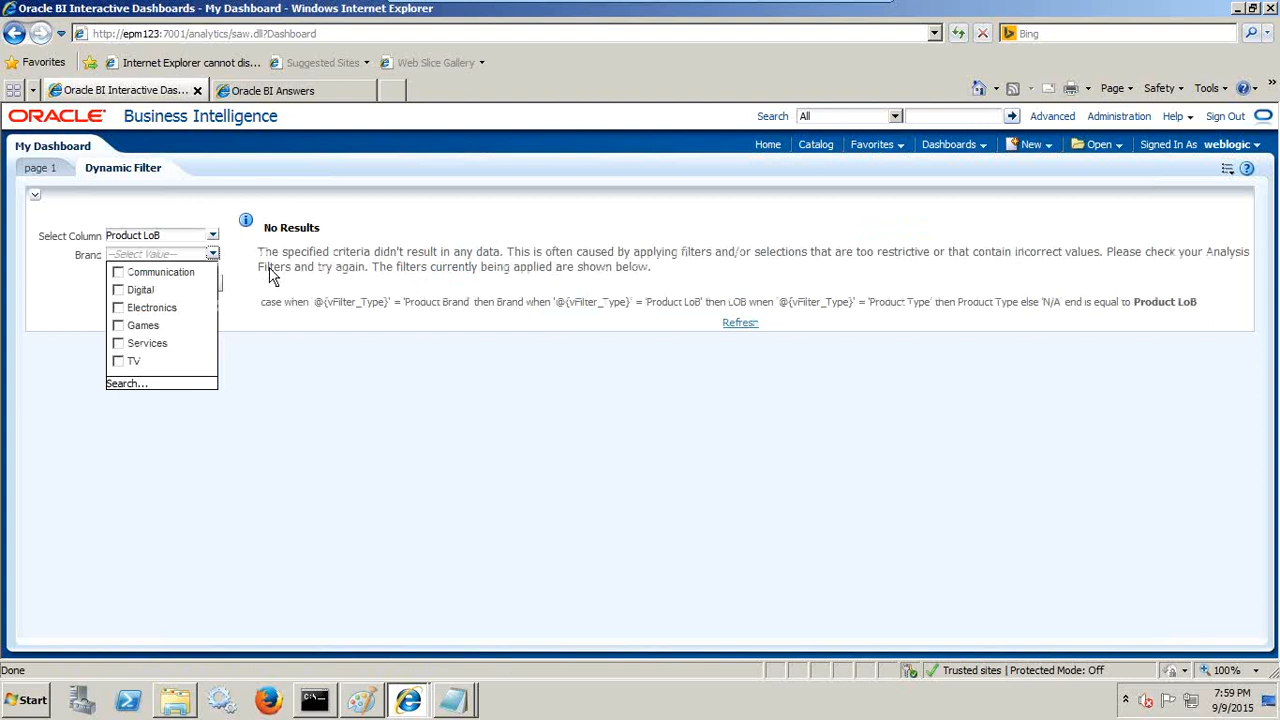 Oracle BI Interactive Dashboards - My Dashboard - Windows Internet Explorer
http://epm123:7001/analytics/saw.dll?Dashboard
Bing
Favorites Internet Explorer cannot dis... Suggested Sites Web Slice Gallery
Oracle BI Interactive Das... Oracle BI Answers Page Safety Tools
ORACLE Business Intelligence Search All Advanced Administration Help Sign Out
My Dashboard Home Catalog Favorites Dashboards New Open Signed In As weblogic
page 1 Dynamic Filter
No Results
Select Column Product LoB
Brand --Select Value--
The specified criteria didn't result in any data. This is often caused by applying filters and/or selections that are too restrictive or that contain incorrect values. Please check your Analysis
Filters and try again. The filters currently being applied are shown below.
case when '@{vFilter_Type}' = 'Product Brand' then Brand when '@{vFilter_Type}' = 'Product LoB' then LOB when '@{vFilter_Type}' = 'Product Type' then Product Type else 'N/A' end is equal to Product LoB
Refresh
Communication
Digital
Electronics
Games
Services
TV
Search...
Done Trusted sites | Protected Mode: Off 100%
Start 7:59 PM
9/9/2015